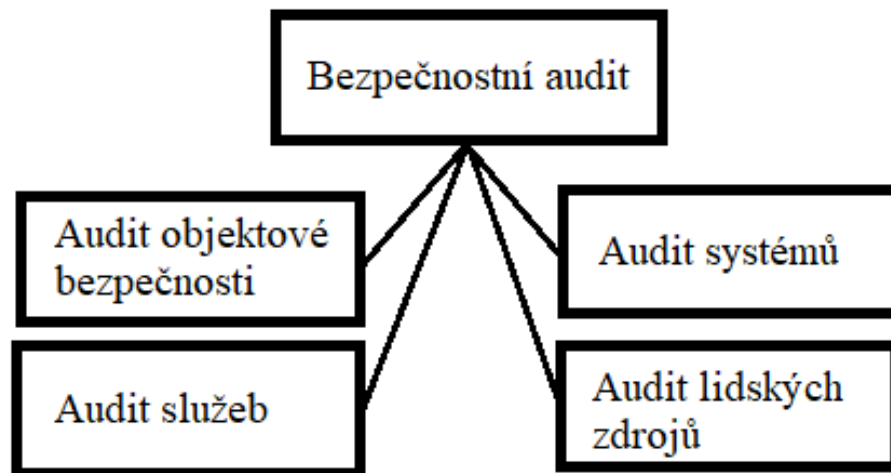 Bezpečnostní audit
Audit objektové
bezpečnosti
Audit systémů
Audit služeb
Audit lidských
zdrojů